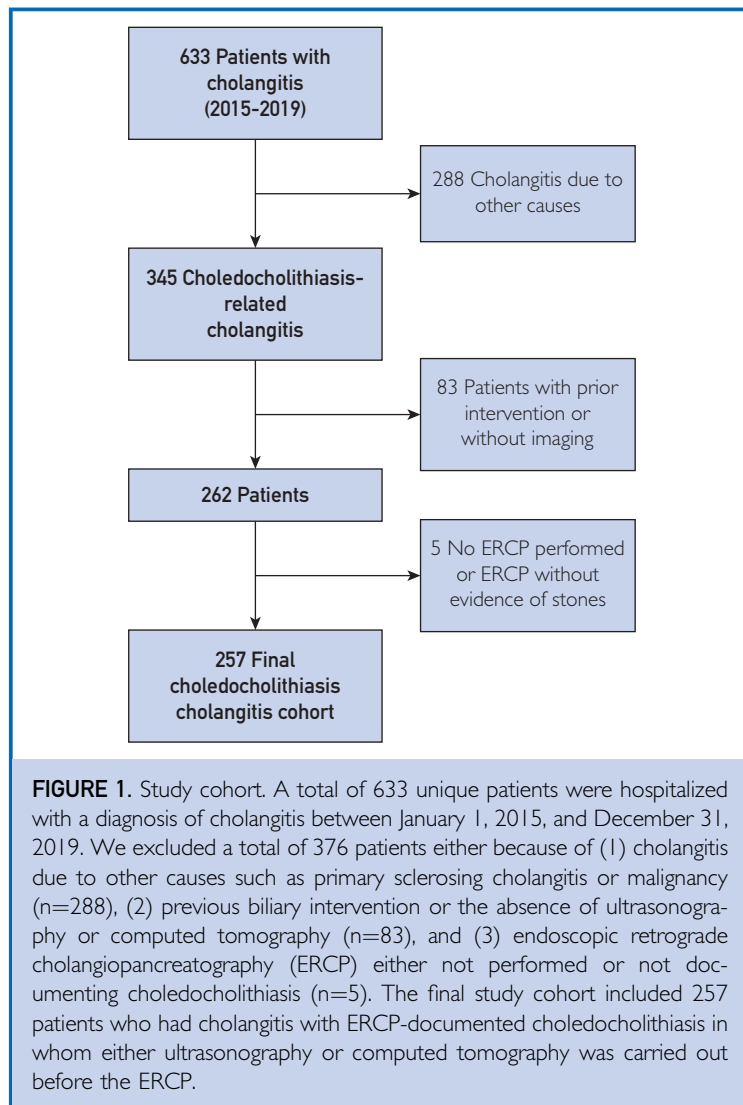 633 Patients with
cholangitis
(2015-2019)
288 Cholangitis due to
other causes
345 Choledocholithiasis-
related
cholangitis
83 Patients with prior
intervention or
without imaging
262 Patients
5 No ERCP performed
or ERCP without
evidence of stones
257 Final
choledocholithiasis
cholangitis cohort
FIGURE 1. Study cohort. A total of 633 unique patients were hospitalized
with a diagnosis of cholangitis between January 1, 2015, and December 31,
2019. We excluded a total of 376 patients either because of (1) cholangitis
due to other causes such as primary sclerosing cholangitis or malignancy
(n=288), (2) previous biliary intervention or the absence of ultrasonogra-
phy or computed tomography (n=83), and (3) endoscopic retrograde
cholangiopancreatography (ERCP) either not performed or not doc-
umenting choledocholithiasis (n=5). The final study cohort included 257
patients who had cholangitis with ERCP-documented choledocholithiasis in
whom either ultrasonography or computed tomography was carried out
before the ERCP.